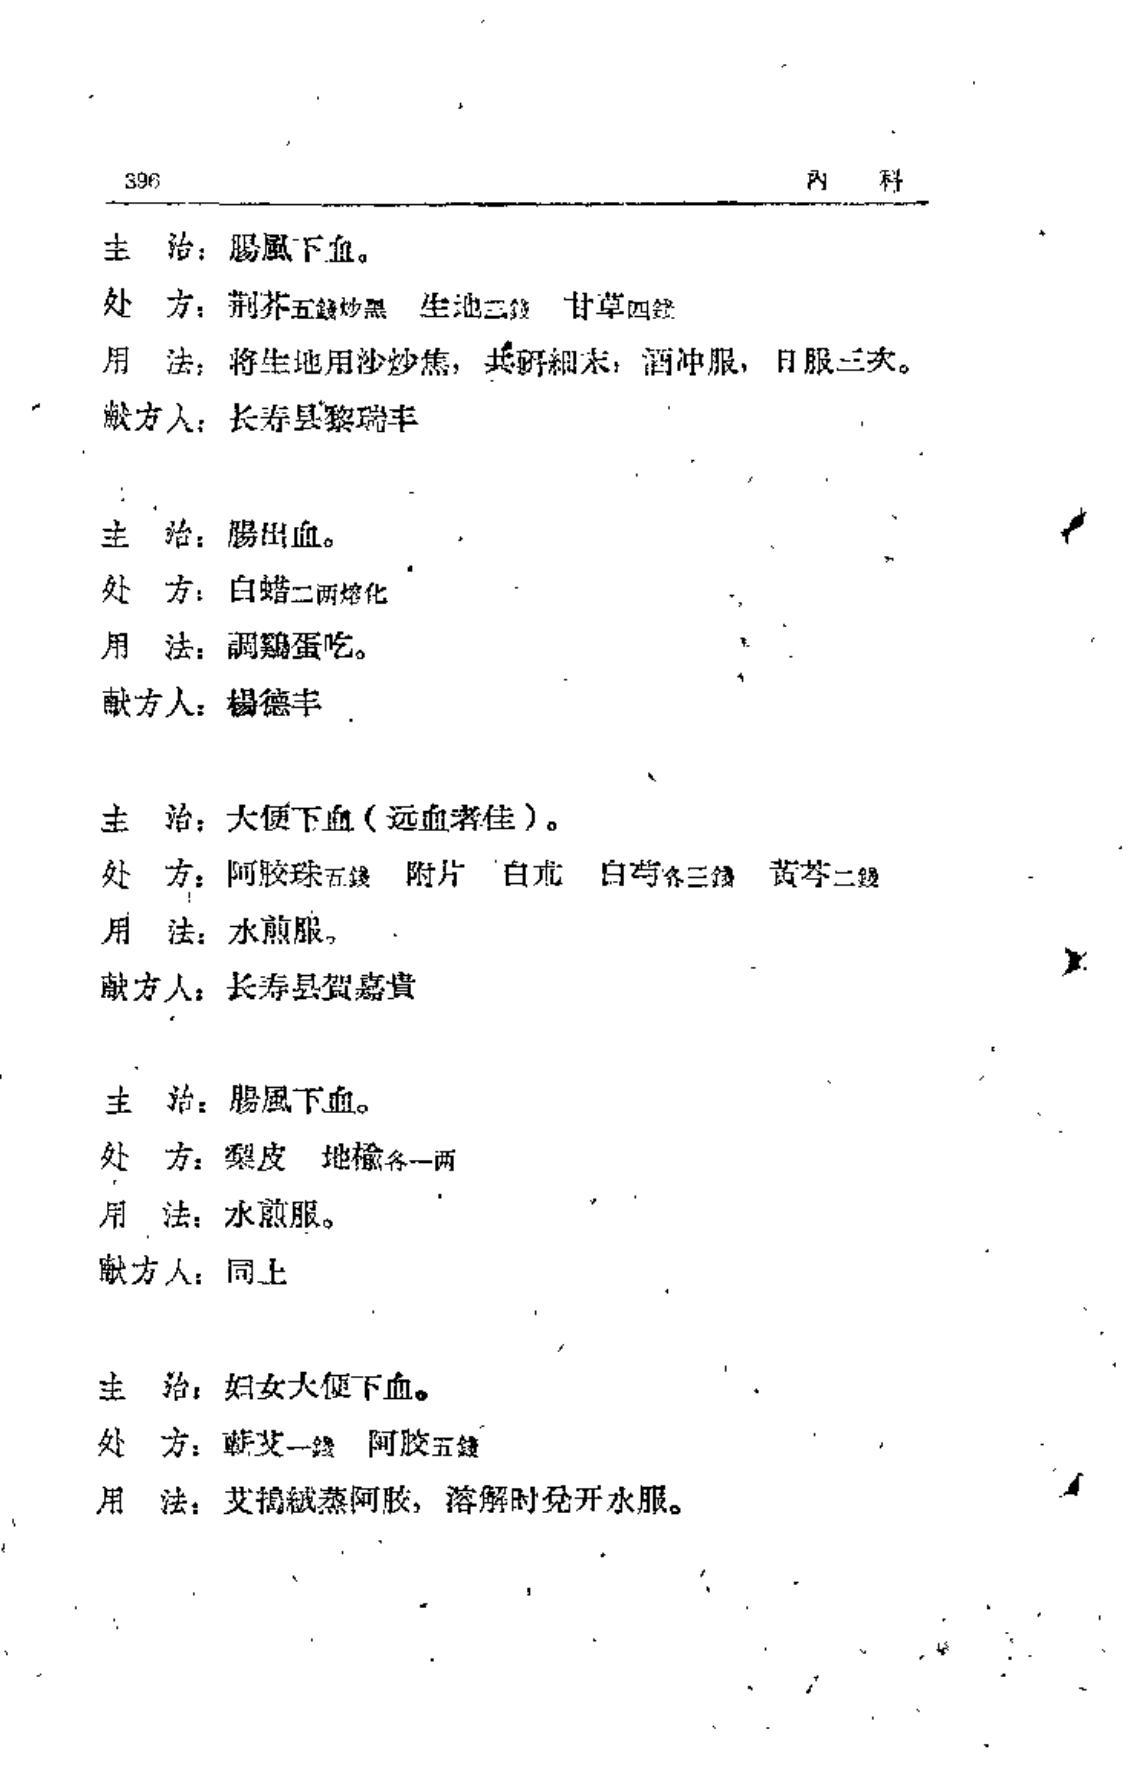 396 內 科
主 治：腸風下血。
处 方：荆芥五錢炒黑 生地三錢 甘草四錢
用 法：将生地用沙炒焦，共研細末，酒冲服，日服三次。
献方人：长寿县黎瑞丰
主 治：腸出血。
处 方：白蜡二两熔化
用 法：調鷄蛋吃。
献方人：楊德丰
主 治：大便下血（远血者佳）。
处 方：阿胶珠五錢 附片 白朮 白芍各三錢 黃芩二錢
用 法：水煎服。
献方人：长寿县賀嘉貴
主 治：腸風下血。
处 方：梨皮 地榆各一两
用 法：水煎服。
献方人：同上
主 治：妇女大便下血。
处 方：蘄艾一錢 阿胶五錢
用 法：艾搗絨蒸阿胶，溶解时兌开水服。